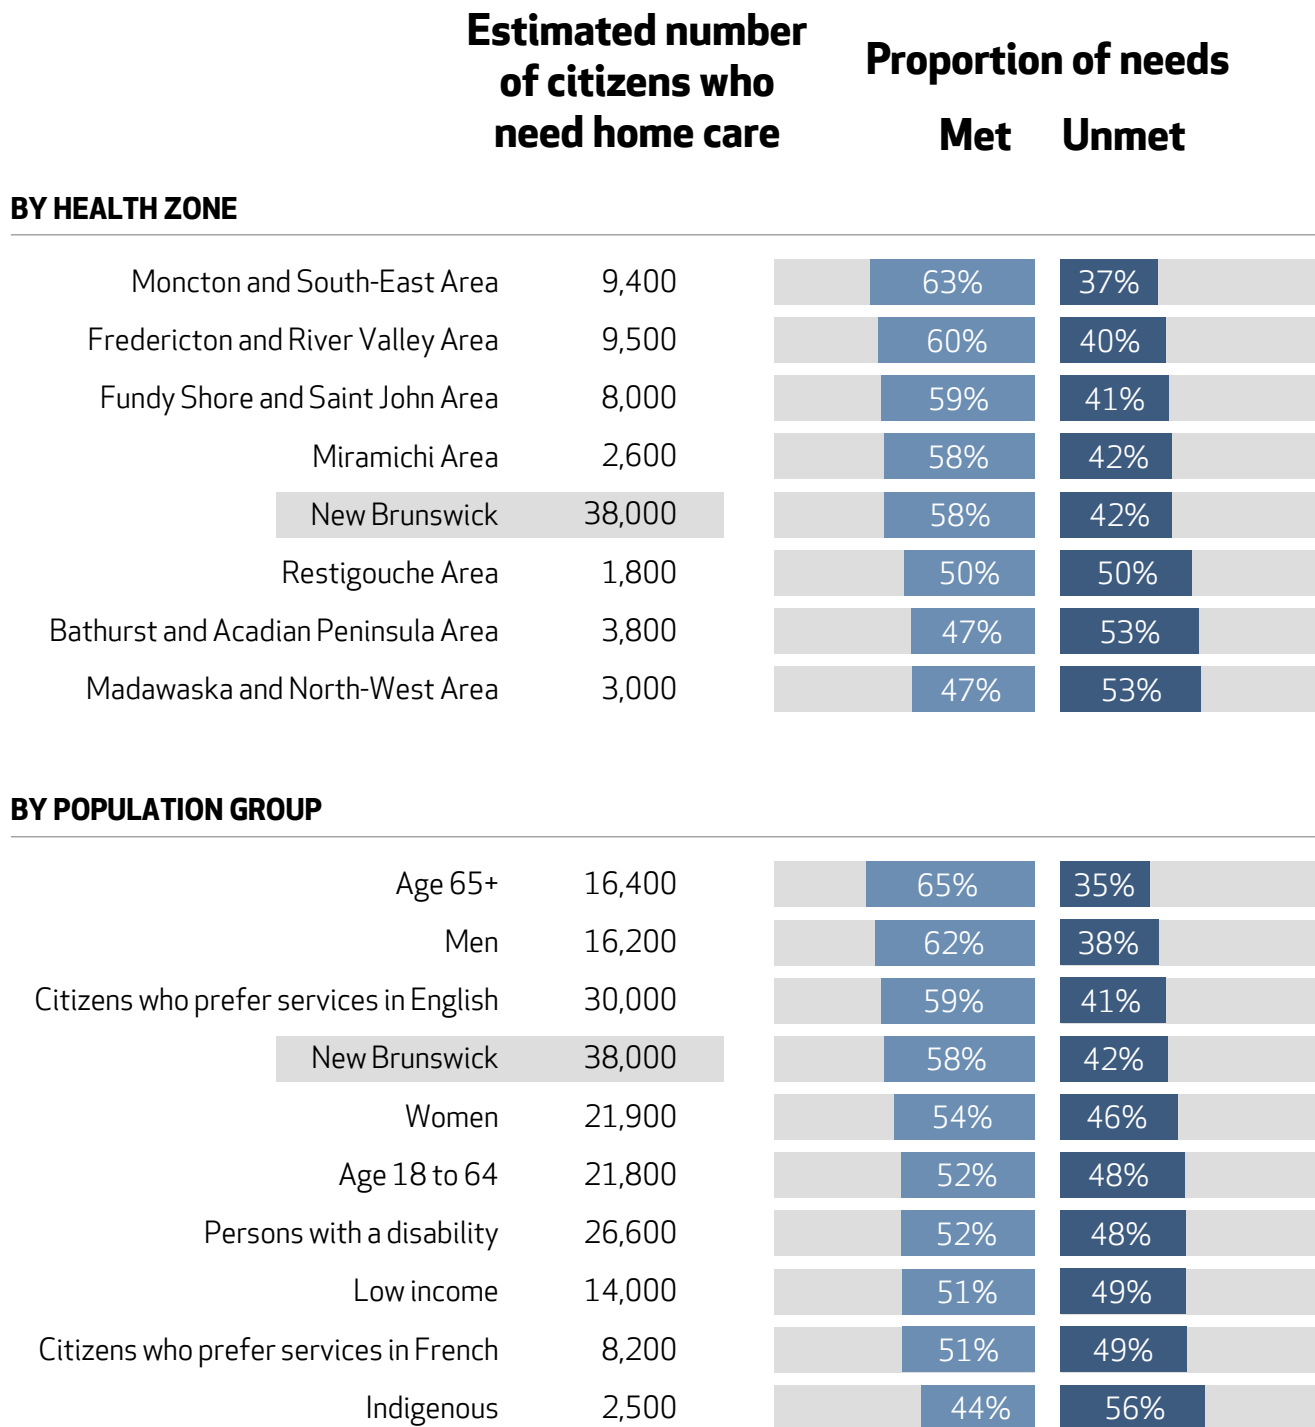 Estimated number
of citizens who
need home care
Proportion of needs
Met Unmet
BY HEALTH ZONE
Moncton and South-East Area 9,400 63% 37%
Fredericton and River Valley Area 9,500 60% 40%
Fundy Shore and Saint John Area 8,000 59% 41%
Miramichi Area 2,600 58% 42%
New Brunswick 38,000 58% 42%
Restigouche Area 1,800 50% 50%
Bathurst and Acadian Peninsula Area 3,800 47% 53%
Madawaska and North-West Area 3,000 47% 53%
BY POPULATION GROUP
Age 65+ 16,400 65% 35%
Men 16,200 62% 38%
Citizens who prefer services in English 30,000 59% 41%
New Brunswick 38,000 58% 42%
Women 21,900 54% 46%
Age 18 to 64 21,800 52% 48%
Persons with a disability 26,600 52% 48%
Low income 14,000 51% 49%
Citizens who prefer services in French 8,200 51% 49%
Indigenous 2,500 44% 56%